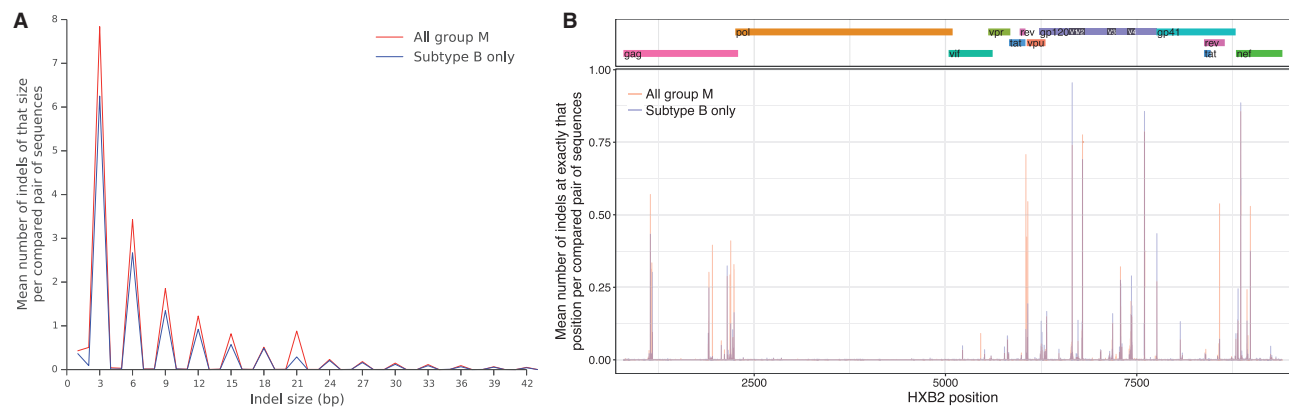 A
Mean number of indels of that size
per compared pair of sequences
8
7
6
5
4
3
2
1
0
0 3 6 9 12 15 18 21 24 27 30 33 36 39 42
Indel size (bp)
All group M
Subtype B only
B
pol
vpr rev gp120 gp41
tat vpu rev
gag
vif
tat nef
Mean number of indels at exactly that
position per compared pair of sequences
1.00
0.75
0.50
0.25
0.00
All group M
Subtype B only
2500 5000 7500
HXB2 position